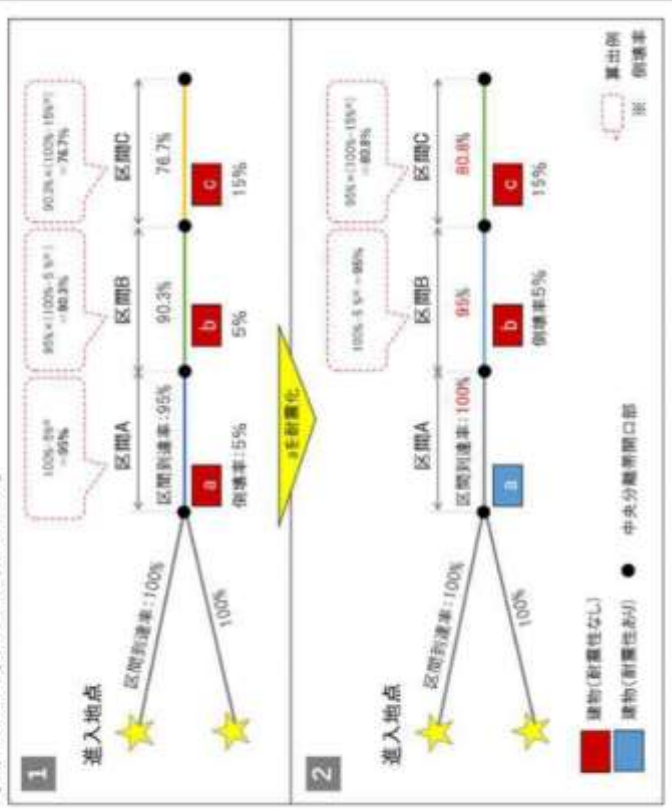 1
進入地点
区間到達率:100%
100%
100%-5%※
=95%
95%×(100%-5%※)
=90.3%
90.3%×(100%-15%※)
=76.7%
区間A
区間B
区間C
区間到達率:95%
90.3%
76.7%
a
b
c
倒壊率:5%
5%
15%
aを耐震化
2
進入地点
区間到達率:100%
100%
100%-5%※=95%
95%×(100%-15%※)
=80.8%
区間A
区間B
区間C
区間到達率:100%
95%
80.8%
a
b
c
倒壊率5%
15%
建物(耐震性なし)
建物(耐震性あり)
中央分離帯開口部
算出例
※ 倒壊率